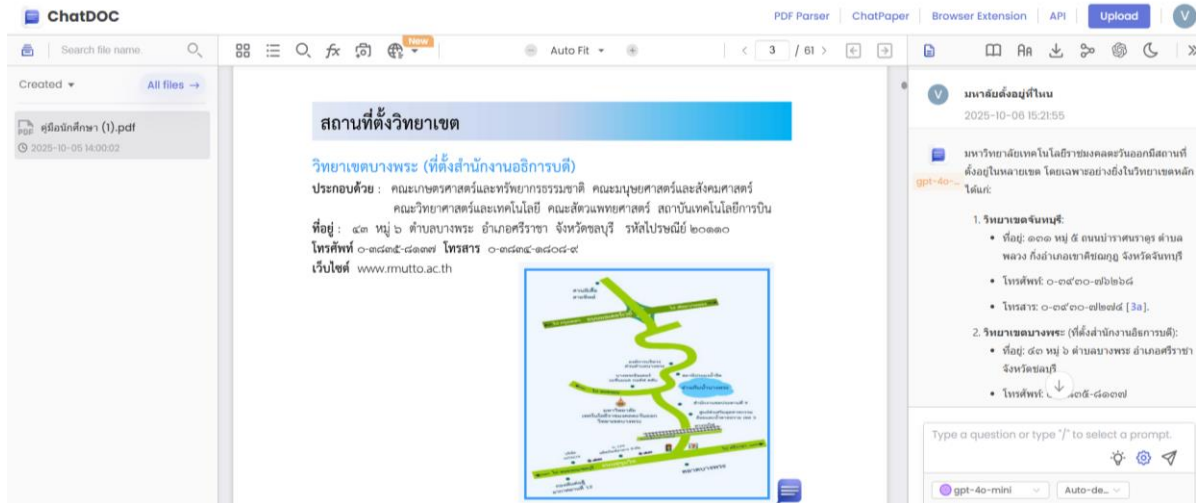 ChatDOC
PDF Parser
ChatPaper
Browser Extension
API
Upload
V
Search file name
New
Auto Fit
3 / 61
Created
All files →
คู่มือนักศึกษา (1).pdf
2025-10-05 14:00:02
สถานที่ตั้งวิทยาเขต
วิทยาเขตบางพระ (ที่ตั้งสำนักงานอธิการบดี)
ประกอบด้วย : คณะเกษตรศาสตร์และทรัพยากรธรรมชาติ คณะมนุษยศาสตร์และสังคมศาสตร์
คณะวิทยาศาสตร์และเทคโนโลยี คณะสัตวแพทยศาสตร์ สถาบันเทคโนโลยีการบิน
ที่อยู่ : ๔๓ หมู่ ๖ ตำบลบางพระ อำเภอศรีราชา จังหวัดชลบุรี รหัสไปรษณีย์ ๒๐๑๑๐
โทรศัพท์ ๐-๓๘๓๕-๘๑๓๗ โทรสาร ๐-๓๘๓๔-๑๘๐๘-๙
เว็บไซต์ www.rmutto.ac.th
V
มหาลัยตั้งอยู่ที่ไหน
2025-10-06 15:21:55
gpt-4o-...
มหาวิทยาลัยเทคโนโลยีราชมงคลตะวันออกมีสถานที่
ตั้งอยู่ในหลายเขต โดยเฉพาะอย่างยิ่งในวิทยาเขตหลัก
ได้แก่:
1. วิทยาเขตจันทบุรี:
ที่อยู่: ๑๓๑ หมู่ ๕ ถนนบำราศนราดูร ตำบล
พลวง กิ่งอำเภอเขาคิชฌกูฏ จังหวัดจันทบุรี
โทรศัพท์:
โทรสาร: [3a].
2. วิทยาเขตบางพระ (ที่ตั้งสำนักงานอธิการบดี):
ที่อยู่: ๔๓ หมู่ ๖ ตำบลบางพระ อำเภอศรีราชา
จังหวัดชลบุรี
โทรศัพท์:
Type a question or type "/" to select a prompt.
gpt-4o-mini
Auto-de...